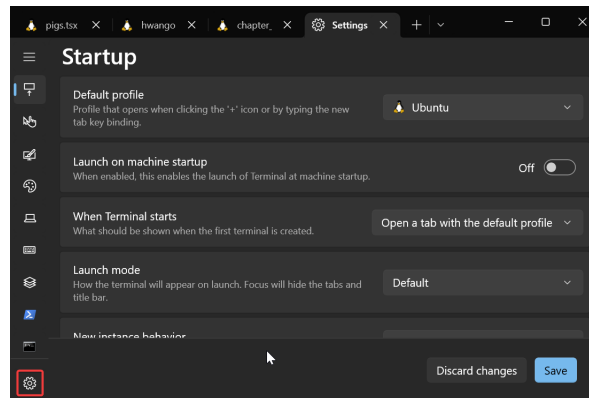 pigs.tsx
hwango
chapter_
Settings
Startup
Default profile
Profile that opens when clicking the '+' icon or by typing the new
tab key binding.
Ubuntu
Launch on machine startup
When enabled, this enables the launch of Terminal at machine startup.
Off
When Terminal starts
What should be shown when the first terminal is created.
Open a tab with the default profile
Launch mode
How the terminal will appear on launch. Focus will hide the tabs and
title bar.
Default
New instance behavior
Discard changes
Save